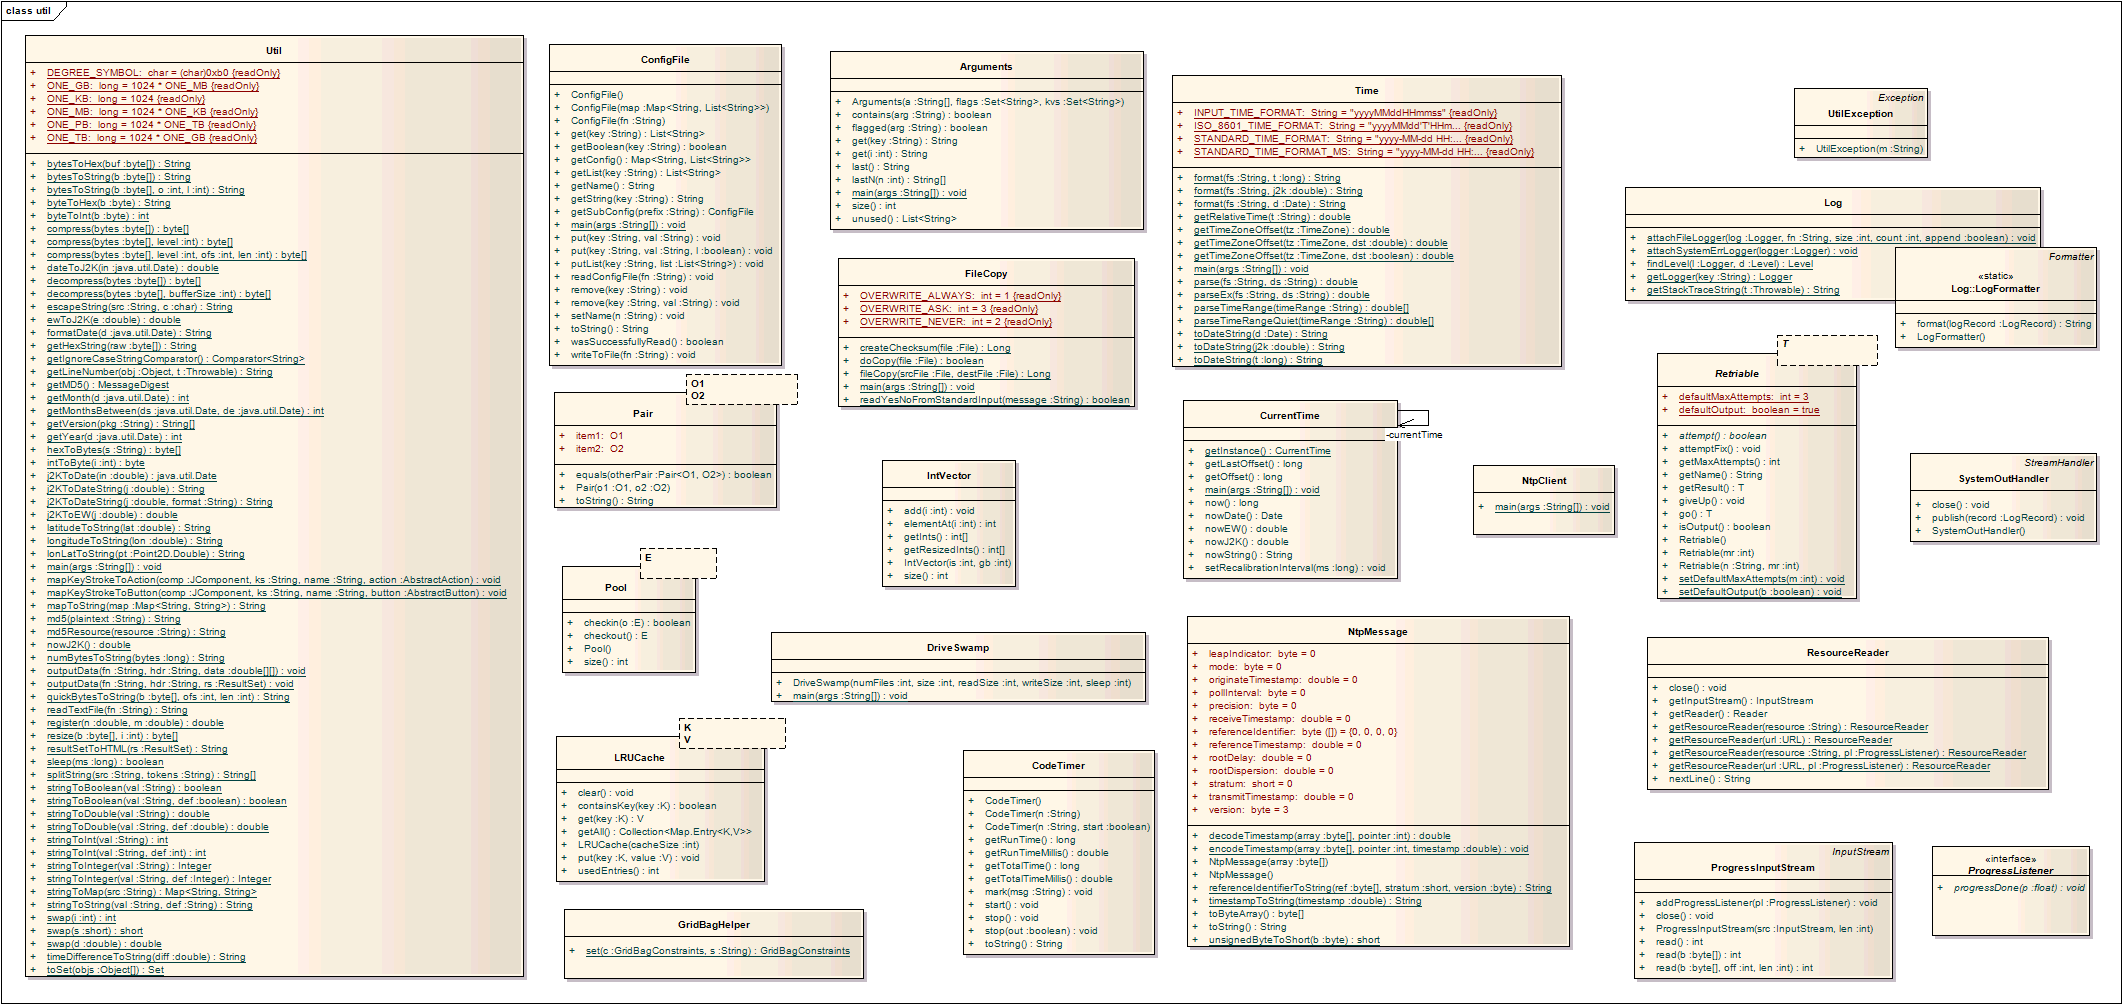 class util
Util
+ DEGREE_SYMBOL: char = (char)0xb0 {readOnly}
+ ONE_GB: long = 1024 * ONE_MB {readOnly}
+ ONE_KB: long = 1024 {readOnly}
+ ONE_MB: long = 1024 * ONE_KB {readOnly}
+ ONE_PB: long = 1024 * ONE_TB {readOnly}
+ ONE_TB: long = 1024 * ONE_GB {readOnly}
+ bytesToHex(buf :byte[]) : String
+ bytesToString(b :byte[]) : String
+ bytesToString(b :byte[], o :int, l :int) : String
+ byteToHex(b :byte) : String
+ byteToInt(b :byte) : int
+ compress(bytes :byte[]) : byte[]
+ compress(bytes :byte[], level :int) : byte[]
+ compress(bytes :byte[], level :int, ofs :int, len :int) : byte[]
+ dateToJ2K(in :java.util.Date) : double
+ decompress(bytes :byte[]) : byte[]
+ decompress(bytes :byte[], bufferSize :int) : byte[]
+ escapeString(src :String, c :char) : String
+ ewToJ2K(e :double) : double
+ formatDate(d :java.util.Date) : String
+ getHexString(raw :byte[]) : String
+ getIgnoreCaseStringComparator() : Comparator<String>
+ getLineNumber(obj :Object, t :Throwable) : String
+ getMD5() : MessageDigest
+ getMonth(d :java.util.Date) : int
+ getMonthsBetween(ds :java.util.Date, de :java.util.Date) : int
+ getVersion(pkg :String) : String[]
+ getYear(d :java.util.Date) : int
+ hexToBytes(s :String) : byte[]
+ intToByte(i :int) : byte
+ j2KToDate(in :double) : java.util.Date
+ j2KToDateString(j :double) : String
+ j2KToDateString(j :double, format :String) : String
+ j2KToEW(j :double) : double
+ latitudeToString(lat :double) : String
+ longitudeToString(lon :double) : String
+ lonLatToString(pt :Point2D.Double) : String
+ main(args :String[]) : void
+ mapKeyStrokeToAction(comp :JComponent, ks :String, name :String, action :AbstractAction) : void
+ mapKeyStrokeToButton(comp :JComponent, ks :String, name :String, button :AbstractButton) : void
+ mapToString(map :Map<String, String>) : String
+ md5(plaintext :String) : String
+ md5Resource(resource :String) : String
+ nowJ2K() : double
+ numBytesToString(bytes :long) : String
+ outputData(fn :String, hdr :String, data :double[][]) : void
+ outputData(fn :String, hdr :String, rs :ResultSet) : void
+ quickBytesToString(b :byte[], ofs :int, len :int) : String
+ readTextFile(fn :String) : String
+ register(n :double, m :double) : double
+ resize(b :byte[], i :int) : byte[]
+ resultSetToHTML(rs :ResultSet) : String
+ sleep(ms :long) : boolean
+ splitString(src :String, tokens :String) : String[]
+ stringToBoolean(val :String) : boolean
+ stringToBoolean(val :String, def :boolean) : boolean
+ stringToDouble(val :String) : double
+ stringToDouble(val :String, def :double) : double
+ stringToInt(val :String) : int
+ stringToInt(val :String, def :int) : int
+ stringToInteger(val :String) : Integer
+ stringToInteger(val :String, def :Integer) : Integer
+ stringToMap(src :String) : Map<String, String>
+ stringToString(val :String, def :String) : String
+ swap(i :int) : int
+ swap(s :short) : short
+ swap(d :double) : double
+ timeDifferenceToString(diff :double) : String
+ toSet(objs :Object[]) : Set
ConfigFile
+ ConfigFile()
+ ConfigFile(map :Map<String, List<String>>)
+ ConfigFile(fn :String)
+ get(key :String) : List<String>
+ getBoolean(key :String) : boolean
+ getConfig() : Map<String, List<String>>
+ getList(key :String) : List<String>
+ getName() : String
+ getString(key :String) : String
+ getSubConfig(prefix :String) : ConfigFile
+ main(args :String[]) : void
+ put(key :String, val :String) : void
+ put(key :String, val :String, l :boolean) : void
+ putList(key :String, list :List<String>) : void
+ readConfigFile(fn :String) : void
+ remove(key :String) : void
+ remove(key :String, val :String) : void
+ setName(n :String) : void
+ toString() : String
+ wasSuccessfullyRead() : boolean
+ writeToFile(fn :String) : void
O1
O2
Pair
+ item1: O1
+ item2: O2
+ equals(otherPair :Pair<O1, O2>) : boolean
+ Pair(o1 :O1, o2 :O2)
+ toString() : String
E
Pool
+ checkin(o :E) : boolean
+ checkout() : E
+ Pool()
+ size() : int
K
V
LRUCache
+ clear() : void
+ containsKey(key :K) : boolean
+ get(key :K) : V
+ getAll() : Collection<Map.Entry<K,V>>
+ LRUCache(cacheSize :int)
+ put(key :K, value :V) : void
+ usedEntries() : int
GridBagHelper
+ set(c :GridBagConstraints, s :String) : GridBagConstraints
Arguments
+ Arguments(a :String[], flags :Set<String>, kvs :Set<String>)
+ contains(arg :String) : boolean
+ flagged(arg :String) : boolean
+ get(key :String) : String
+ get(i :int) : String
+ last() : String
+ lastN(n :int) : String[]
+ main(args :String[]) : void
+ size() : int
+ unused() : List<String>
FileCopy
+ OVERWRITE_ALWAYS: int = 1 {readOnly}
+ OVERWRITE_ASK: int = 3 {readOnly}
+ OVERWRITE_NEVER: int = 2 {readOnly}
+ createChecksum(file :File) : Long
+ doCopy(file :File) : boolean
+ fileCopy(srcFile :File, destFile :File) : Long
+ main(args :String[]) : void
+ readYesNoFromStandardInput(message :String) : boolean
IntVector
+ add(i :int) : void
+ elementAt(i :int) : int
+ getInts() : int[]
+ getResizedInts() : int[]
+ IntVector(is :int, gb :int)
+ size() : int
DriveSwamp
+ DriveSwamp(numFiles :int, size :int, readSize :int, writeSize :int, sleep :int)
+ main(args :String[]) : void
CodeTimer
+ CodeTimer()
+ CodeTimer(n :String)
+ CodeTimer(n :String, start :boolean)
+ getRunTime() : long
+ getRunTimeMillis() : double
+ getTotalTime() : long
+ getTotalTimeMillis() : double
+ mark(msg :String) : void
+ start() : void
+ stop() : void
+ stop(out :boolean) : void
+ toString() : String
Time
+ INPUT_TIME_FORMAT: String = "yyyyMMddHHmmss" {readOnly}
+ ISO_8601_TIME_FORMAT: String = "yyyyMMdd'T'HHm... {readOnly}
+ STANDARD_TIME_FORMAT: String = "yyyy-MM-dd HH:... {readOnly}
+ STANDARD_TIME_FORMAT_MS: String = "yyyy-MM-dd HH:... {readOnly}
+ format(fs :String, t :long) : String
+ format(fs :String, j2k :double) : String
+ format(fs :String, d :Date) : String
+ getRelativeTime(t :String) : double
+ getTimeZoneOffset(tz :TimeZone) : double
+ getTimeZoneOffset(tz :TimeZone, dst :double) : double
+ getTimeZoneOffset(tz :TimeZone, dst :boolean) : double
+ main(args :String[]) : void
+ parse(fs :String, ds :String) : double
+ parseEx(fs :String, ds :String) : double
+ parseTimeRange(timeRange :String) : double[]
+ parseTimeRangeQuiet(timeRange :String) : double[]
+ toDateString(d :Date) : String
+ toDateString(j2k :double) : String
+ toDateString(t :long) : String
CurrentTime
-currentTime
+ getInstance() : CurrentTime
+ getLastOffset() : long
+ getOffset() : long
+ main(args :String[]) : void
+ now() : long
+ nowDate() : Date
+ nowEW() : double
+ nowJ2K() : double
+ nowString() : String
+ setRecalibrationInterval(ms :long) : void
NtpClient
+ main(args :String[]) : void
NtpMessage
+ leapIndicator: byte = 0
+ mode: byte = 0
+ originateTimestamp: double = 0
+ pollInterval: byte = 0
+ precision: byte = 0
+ receiveTimestamp: double = 0
+ referenceIdentifier: byte ([]) = {0, 0, 0, 0}
+ referenceTimestamp: double = 0
+ rootDelay: double = 0
+ rootDispersion: double = 0
+ stratum: short = 0
+ transmitTimestamp: double = 0
+ version: byte = 3
+ decodeTimestamp(array :byte[], pointer :int) : double
+ encodeTimestamp(array :byte[], pointer :int, timestamp :double) : void
+ NtpMessage(array :byte[])
+ NtpMessage()
+ referenceIdentifierToString(ref :byte[], stratum :short, version :byte) : String
+ timestampToString(timestamp :double) : String
+ toByteArray() : byte[]
+ toString() : String
+ unsignedByteToShort(b :byte) : short
Exception
UtilException
+ UtilException(m :String)
Log
+ attachFileLogger(log :Logger, fn :String, size :int, count :int, append :boolean) : void
+ attachSystemErrLogger(logger :Logger) : void
+ findLevel(l :Logger, d :Level) : Level
+ getLogger(key :String) : Logger
+ getStackTraceString(t :Throwable) : String
Formatter
«static»
Log::LogFormatter
+ format(logRecord :LogRecord) : String
+ LogFormatter()
T
Retriable
+ defaultMaxAttempts: int = 3
+ defaultOutput: boolean = true
+ attempt() : boolean
+ attemptFix() : void
+ getMaxAttempts() : int
+ getName() : String
+ getResult() : T
+ giveUp() : void
+ go() : T
+ isOutput() : boolean
+ Retriable()
+ Retriable(mr :int)
+ Retriable(n :String, mr :int)
+ setDefaultMaxAttempts(m :int) : void
+ setDefaultOutput(b :boolean) : void
StreamHandler
SystemOutHandler
+ close() : void
+ publish(record :LogRecord) : void
+ SystemOutHandler()
ResourceReader
+ close() : void
+ getInputStream() : InputStream
+ getReader() : Reader
+ getResourceReader(resource :String) : ResourceReader
+ getResourceReader(url :URL) : ResourceReader
+ getResourceReader(resource :String, pl :ProgressListener) : ResourceReader
+ getResourceReader(url :URL, pl :ProgressListener) : ResourceReader
+ nextLine() : String
InputStream
ProgressInputStream
+ addProgressListener(pl :ProgressListener) : void
+ close() : void
+ ProgressInputStream(src :InputStream, len :int)
+ read() : int
+ read(b :byte[]) : int
+ read(b :byte[], off :int, len :int) : int
«interface»
ProgressListener
+ progressDone(p :float) : void